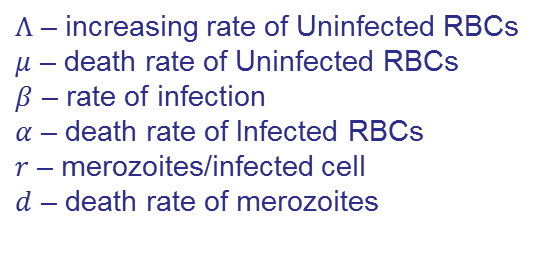 Λ – increasing rate of Uninfected RBCs
μ – death rate of Uninfected RBCs
β – rate of infection
α – death rate of Infected RBCs
r – merozoites/infected cell
d – death rate of merozoites